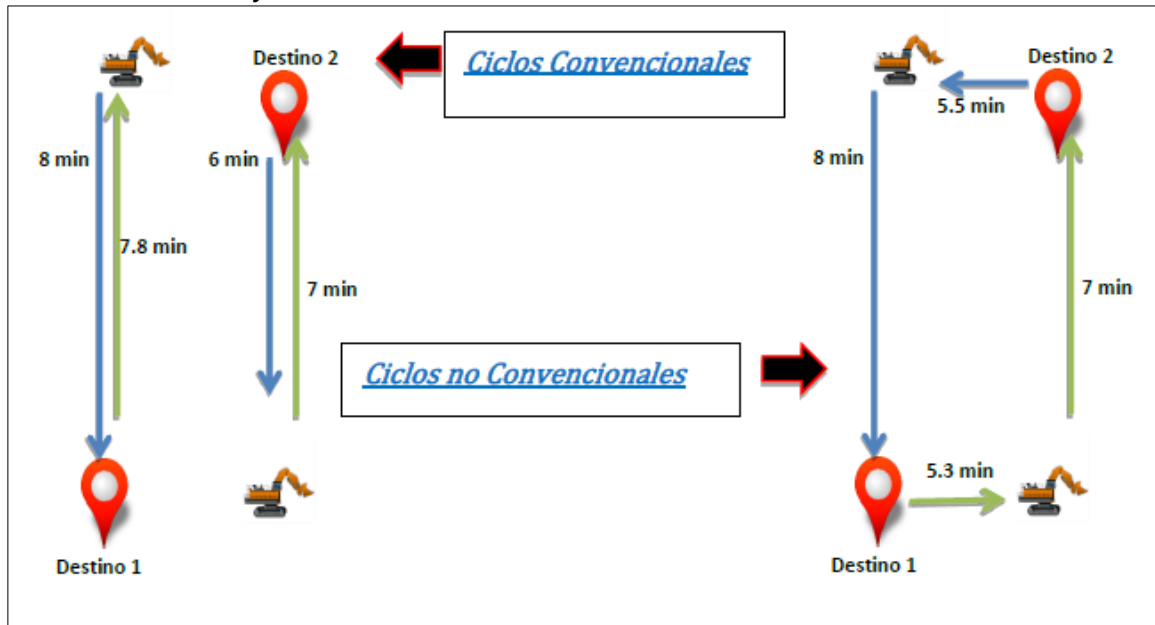 Destino 2
Ciclos Convencionales
Destino 2
5.5 min
8 min
6 min
8 min
7.8 min
7 min
7 min
Ciclos no Convencionales
5.3 min
Destino 1
Destino 1